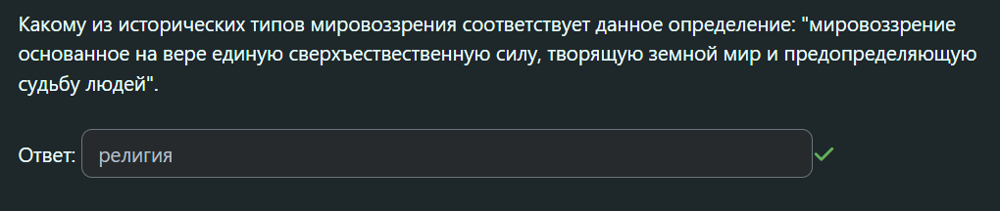 Какому из исторических типов мировоззрения соответствует данное определение: "мировоззрение
основанное на вере единую сверхъестественную силу, творящую земной мир и предопределяющую
судьбу людей".
Ответ: религия